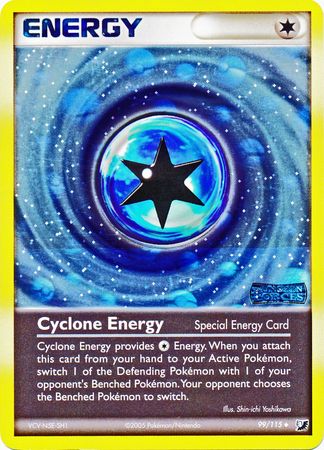 ENERGY
Cyclone Energy Special Energy Card
Cyclone Energy provides Energy. When you attach
this card from your hand to your Active Pokémon,
switch 1 of the Defending Pokémon with 1 of your
opponent's Benched Pokémon. Your opponent chooses
the Benched Pokémon to switch.
Illus. Shin-ichi Yoshikawa
©2005 Pokémon/Nintendo 99/115